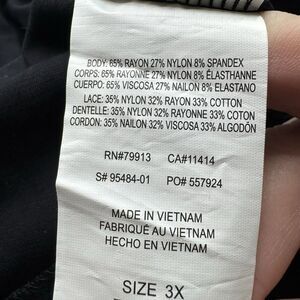 BODY: 65% RAYON 27% NYLON 8% SPANDEX
CORPS: 65% RAYONNE 27% NYLON 8% ÉLASTHANNE
CUERPO: 65% VISCOSA 27% NAILON 8% ELASTANO
LACE: 35% NYLON 32% RAYON 33% COTTON
DENTELLE: 35% NYLON 32% RAYONNE 33% COTON
CORDON: 35% NAILON 32% VISCOSA 33% ALGODÓN
RN#79913 CA#11414
S# 95484-01 PO# 557924
MADE IN VIETNAM
FABRIQUÉ AU VIETNAM
HECHO EN VIETNAM
SIZE 3X